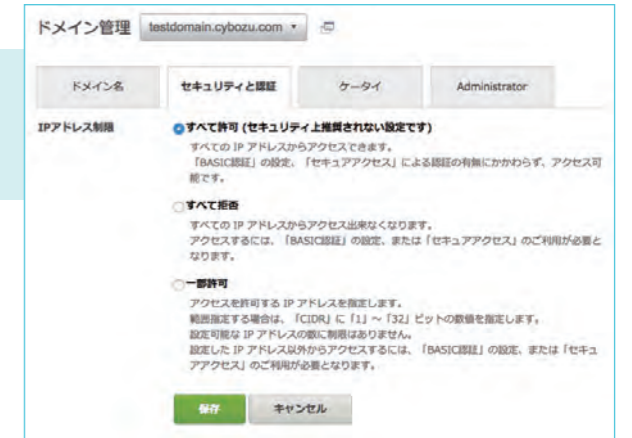 ドメイン管理 testdomain.cybozu.com
ドメイン名 セキュリティと認証 ケータイ Administrator
IPアドレス制限 すべて許可 (セキュリティ上推奨されない設定です)
すべての IP アドレスからアクセスできます。
「BASIC認証」の設定、「セキュアアクセス」による認証の有無にかかわらず、アクセス可
能です。
すべて拒否
すべての IP アドレスからアクセス出来なくなります。
アクセスするには、「BASIC認証」の設定、または「セキュアアクセス」のご利用が必要と
なります。
一部許可
アクセスを許可する IP アドレスを指定します。
範囲指定する場合は、「CIDR」に「1」～「32」ビットの数値を指定します。
設定可能な IP アドレスの数に制限はありません。
設定した IP アドレス以外からアクセスするには、「BASIC認証」の設定、または「セキュ
アアクセス」のご利用が必要となります。
保存 キャンセル